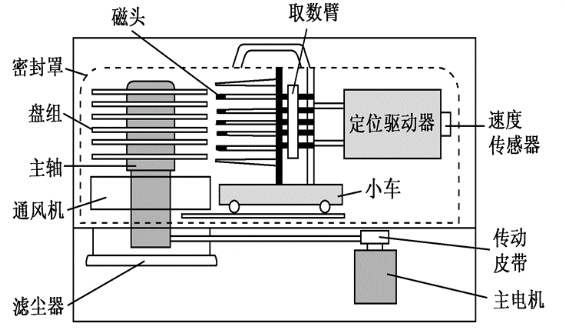 磁头
取数臂
密封罩
盘组
主轴
通风机
滤尘器
定位驱动器
速度
传感器
小车
传动
皮带
主电机